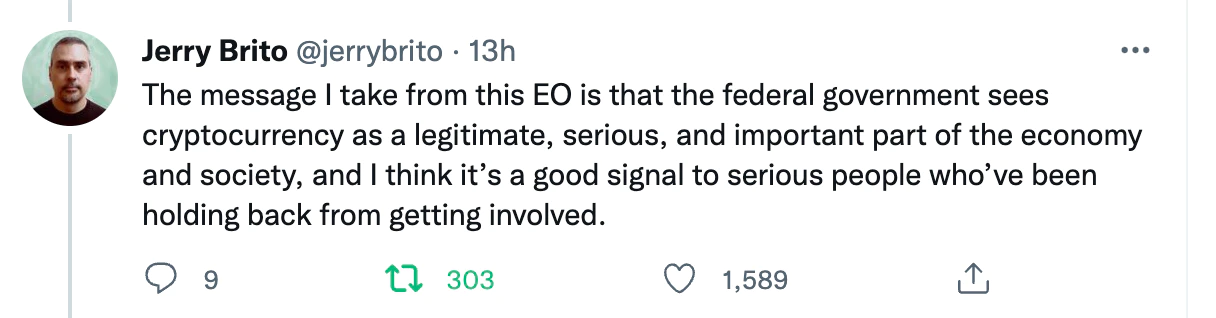 Jerry Brito @jerrybrito · 13h
The message I take from this EO is that the federal government sees
cryptocurrency as a legitimate, serious, and important part of the economy
and society, and I think it’s a good signal to serious people who’ve been
holding back from getting involved.
9 303 1,589